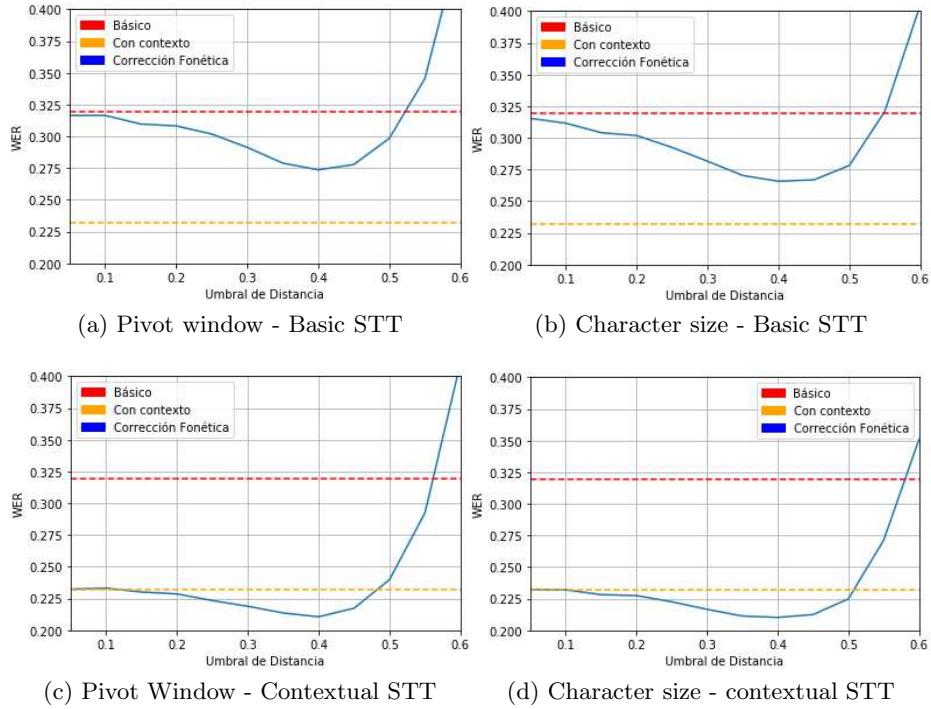 0.400
0.375
0.350
0.325
0.300
0.275
0.250
0.225
0.200
WER
Básico
Con contexto
Corrección Fonética
0.1 0.2 0.3 0.4 0.5 0.6
Umbral de Distancia
(a) Pivot window - Basic STT
0.400
0.375
0.350
0.325
0.300
0.275
0.250
0.225
0.200
WER
Básico
Con contexto
Corrección Fonética
0.1 0.2 0.3 0.4 0.5 0.6
Umbral de Distancia
(b) Character size - Basic STT
0.400
0.375
0.350
0.325
0.300
0.275
0.250
0.225
0.200
WER
Básico
Con contexto
Corrección Fonética
0.1 0.2 0.3 0.4 0.5 0.6
Umbral de Distancia
(c) Pivot Window - Contextual STT
0.400
0.375
0.350
0.325
0.300
0.275
0.250
0.225
0.200
WER
Básico
Con contexto
Corrección Fonética
0.1 0.2 0.3 0.4 0.5 0.6
Umbral de Distancia
(d) Character size - contextual STT